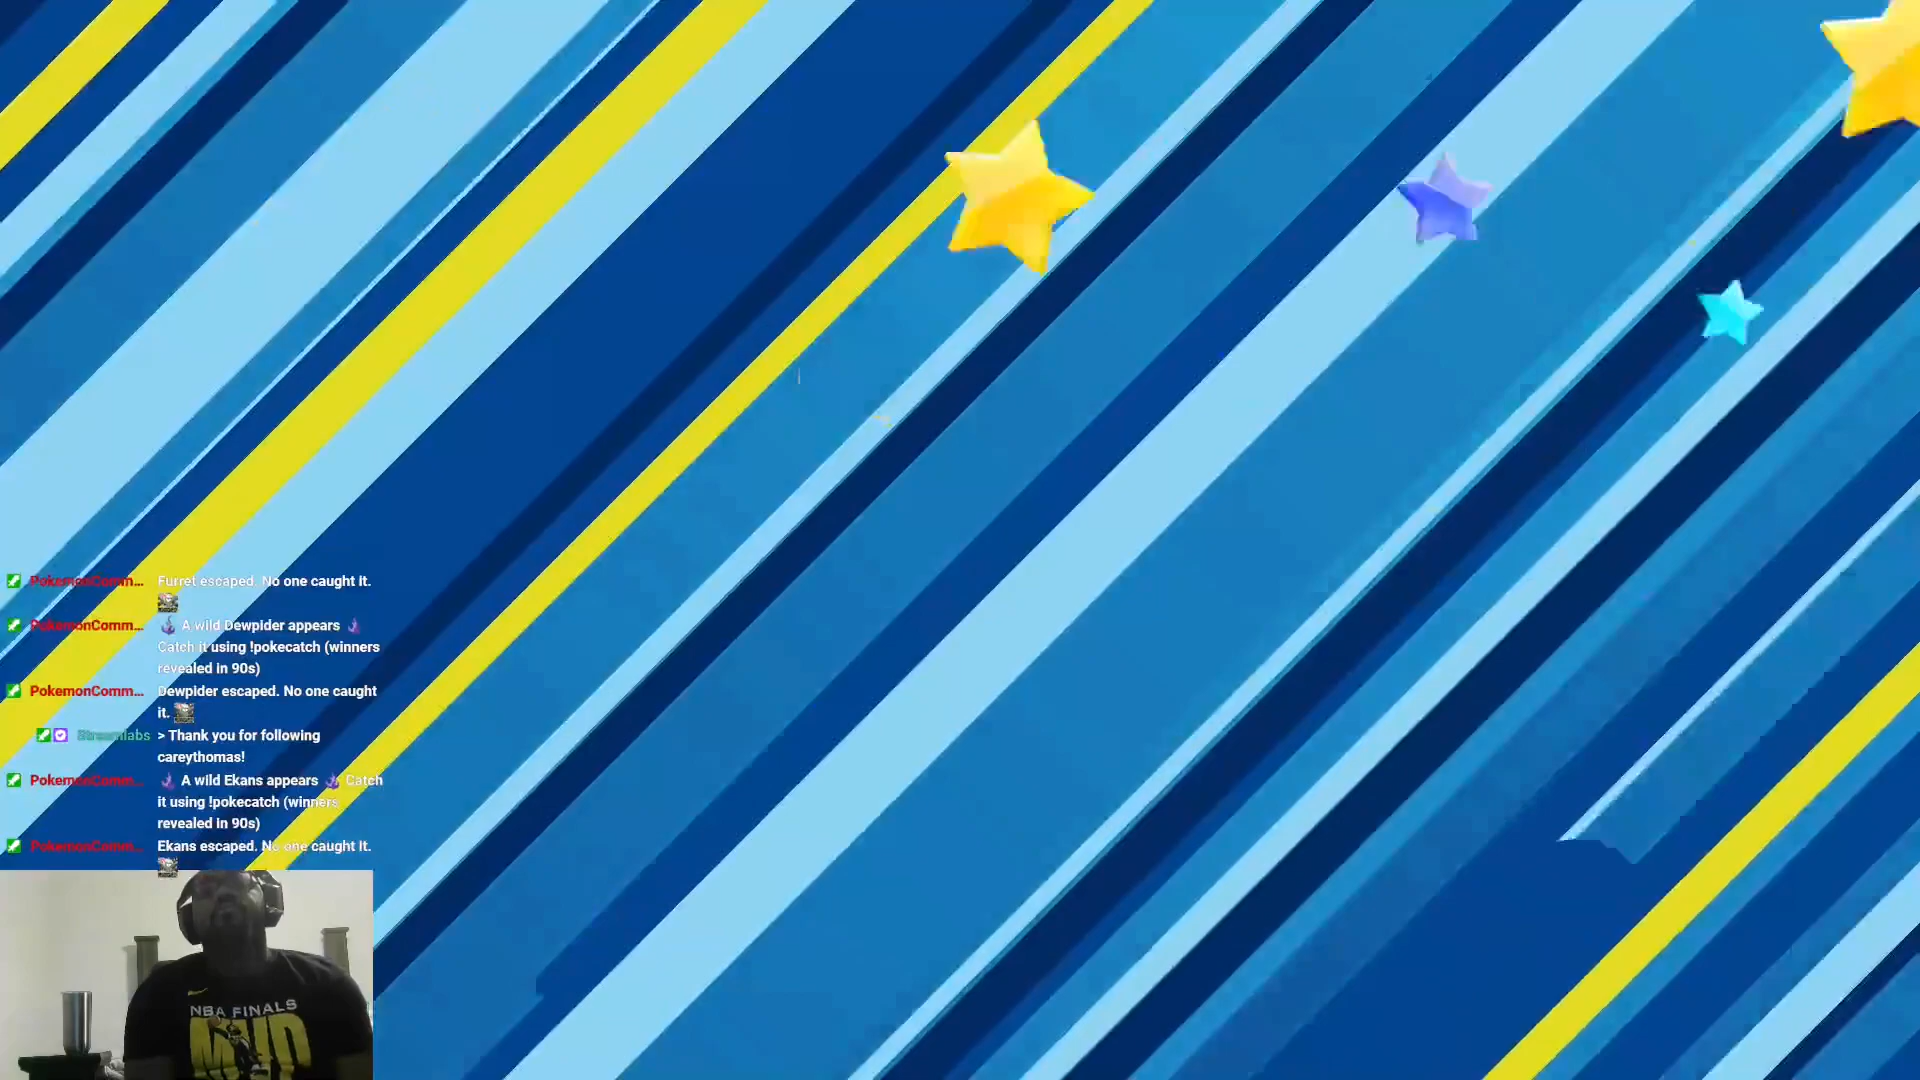 PokemonComm... Furret escaped. No one caught it.
PokemonComm... A wild Dewpider appears
Catch it using !pokecatch (winners
revealed in 90s)
PokemonComm... Dewpider escaped. No one caught
it.
Streamlabs > Thank you for following
careythomas!
PokemonComm... A wild Ekans appears Catch
it using !pokecatch (winners
revealed in 90s)
PokemonComm... Ekans escaped. No one caught it.
NBA FINALS
MVP